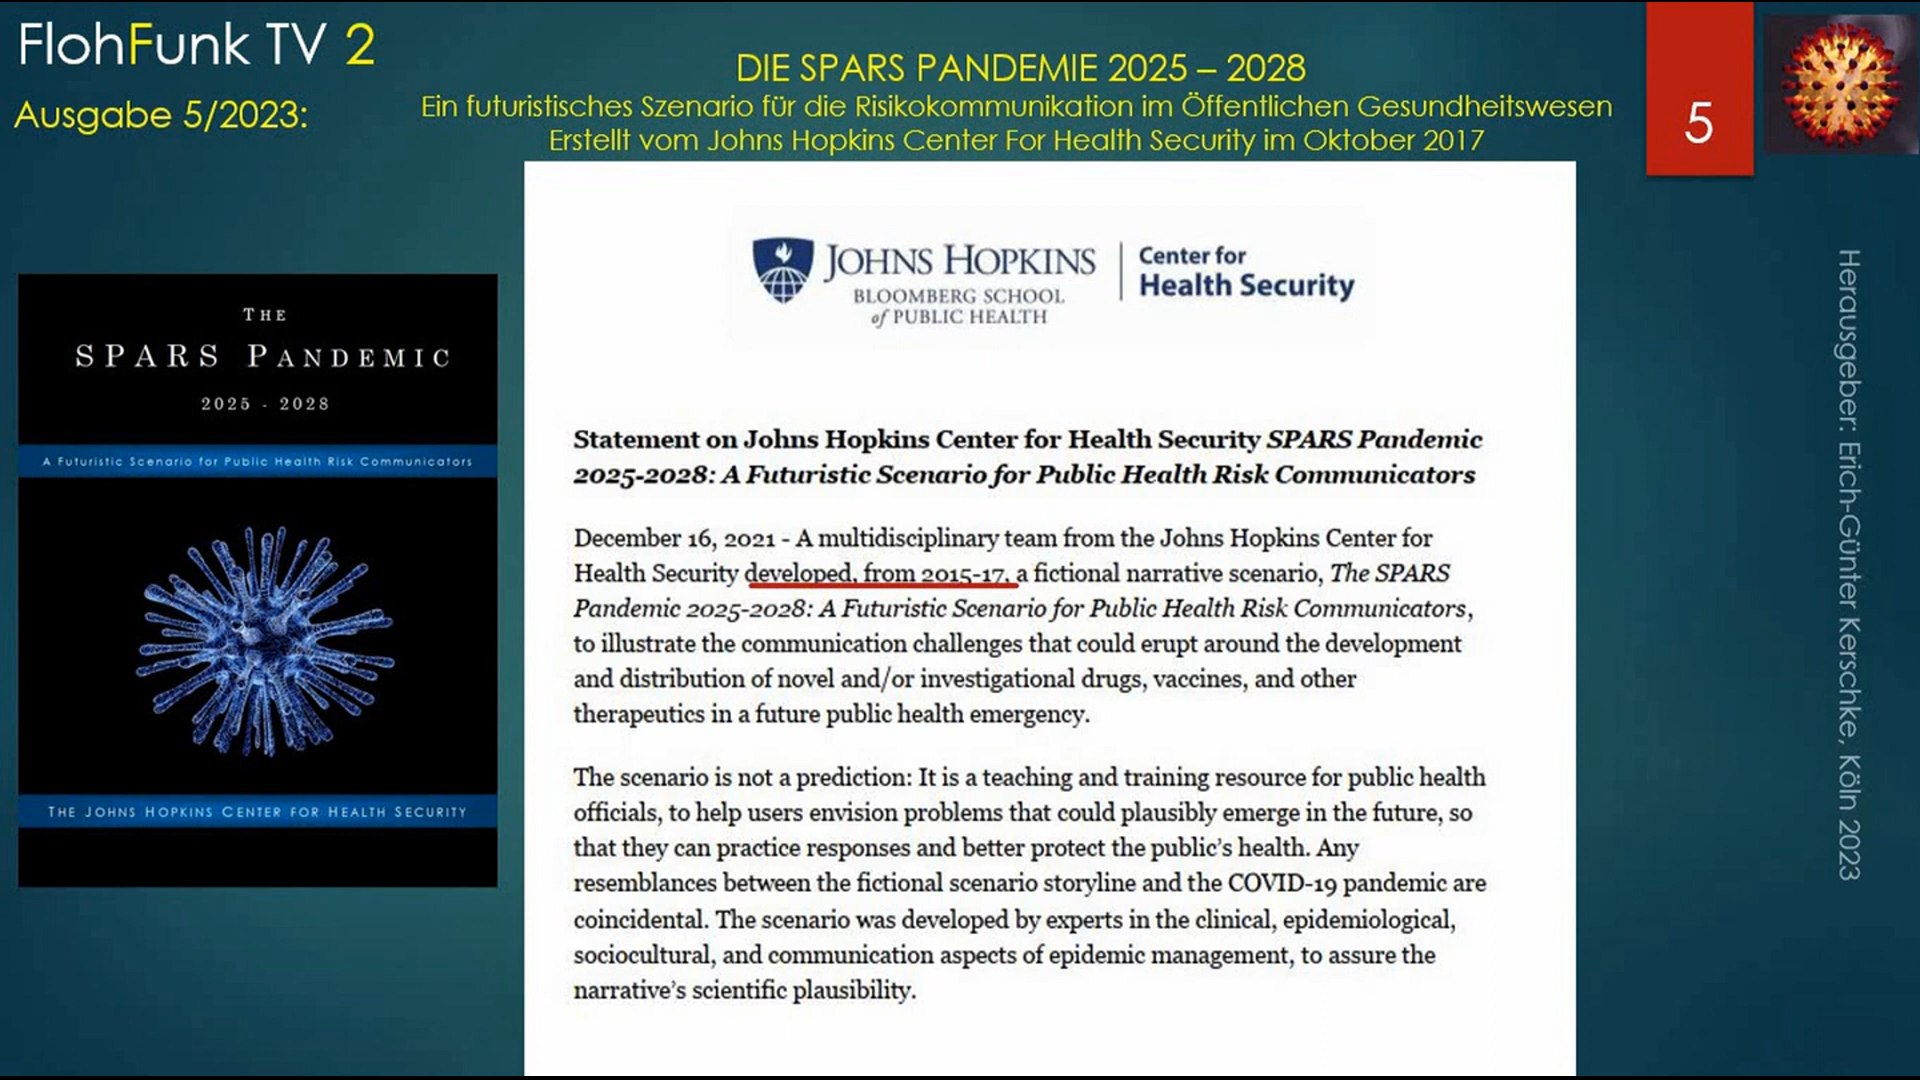 FlohFunk TV 2
Ausgabe 5/2023:
DIE SPARS PANDEMIE 2025 – 2028
Ein futuristisches Szenario für die Risikokommunikation im Öffentlichen Gesundheitswesen
Erstellt vom Johns Hopkins Center For Health Security im Oktober 2017
5
THE
SPARS PANDEMIC
2025 - 2028
A Futuristic Scenario for Public Health Risk Communicators
THE JOHNS HOPKINS CENTER FOR HEALTH SECURITY
JOHNS HOPKINS
BLOOMBERG SCHOOL
of PUBLIC HEALTH
Center for
Health Security
Statement on Johns Hopkins Center for Health Security SPARS Pandemic
2025-2028: A Futuristic Scenario for Public Health Risk Communicators
December 16, 2021 - A multidisciplinary team from the Johns Hopkins Center for
Health Security developed, from 2015-17, a fictional narrative scenario, The SPARS
Pandemic 2025-2028: A Futuristic Scenario for Public Health Risk Communicators,
to illustrate the communication challenges that could erupt around the development
and distribution of novel and/or investigational drugs, vaccines, and other
therapeutics in a future public health emergency.
The scenario is not a prediction: It is a teaching and training resource for public health
officials, to help users envision problems that could plausibly emerge in the future, so
that they can practice responses and better protect the public's health. Any
resemblances between the fictional scenario storyline and the COVID-19 pandemic are
coincidental. The scenario was developed by experts in the clinical, epidemiological,
sociocultural, and communication aspects of epidemic management, to assure the
narrative's scientific plausibility.
Herausgeber: Erich-Günter Kerschke, Köln 2023